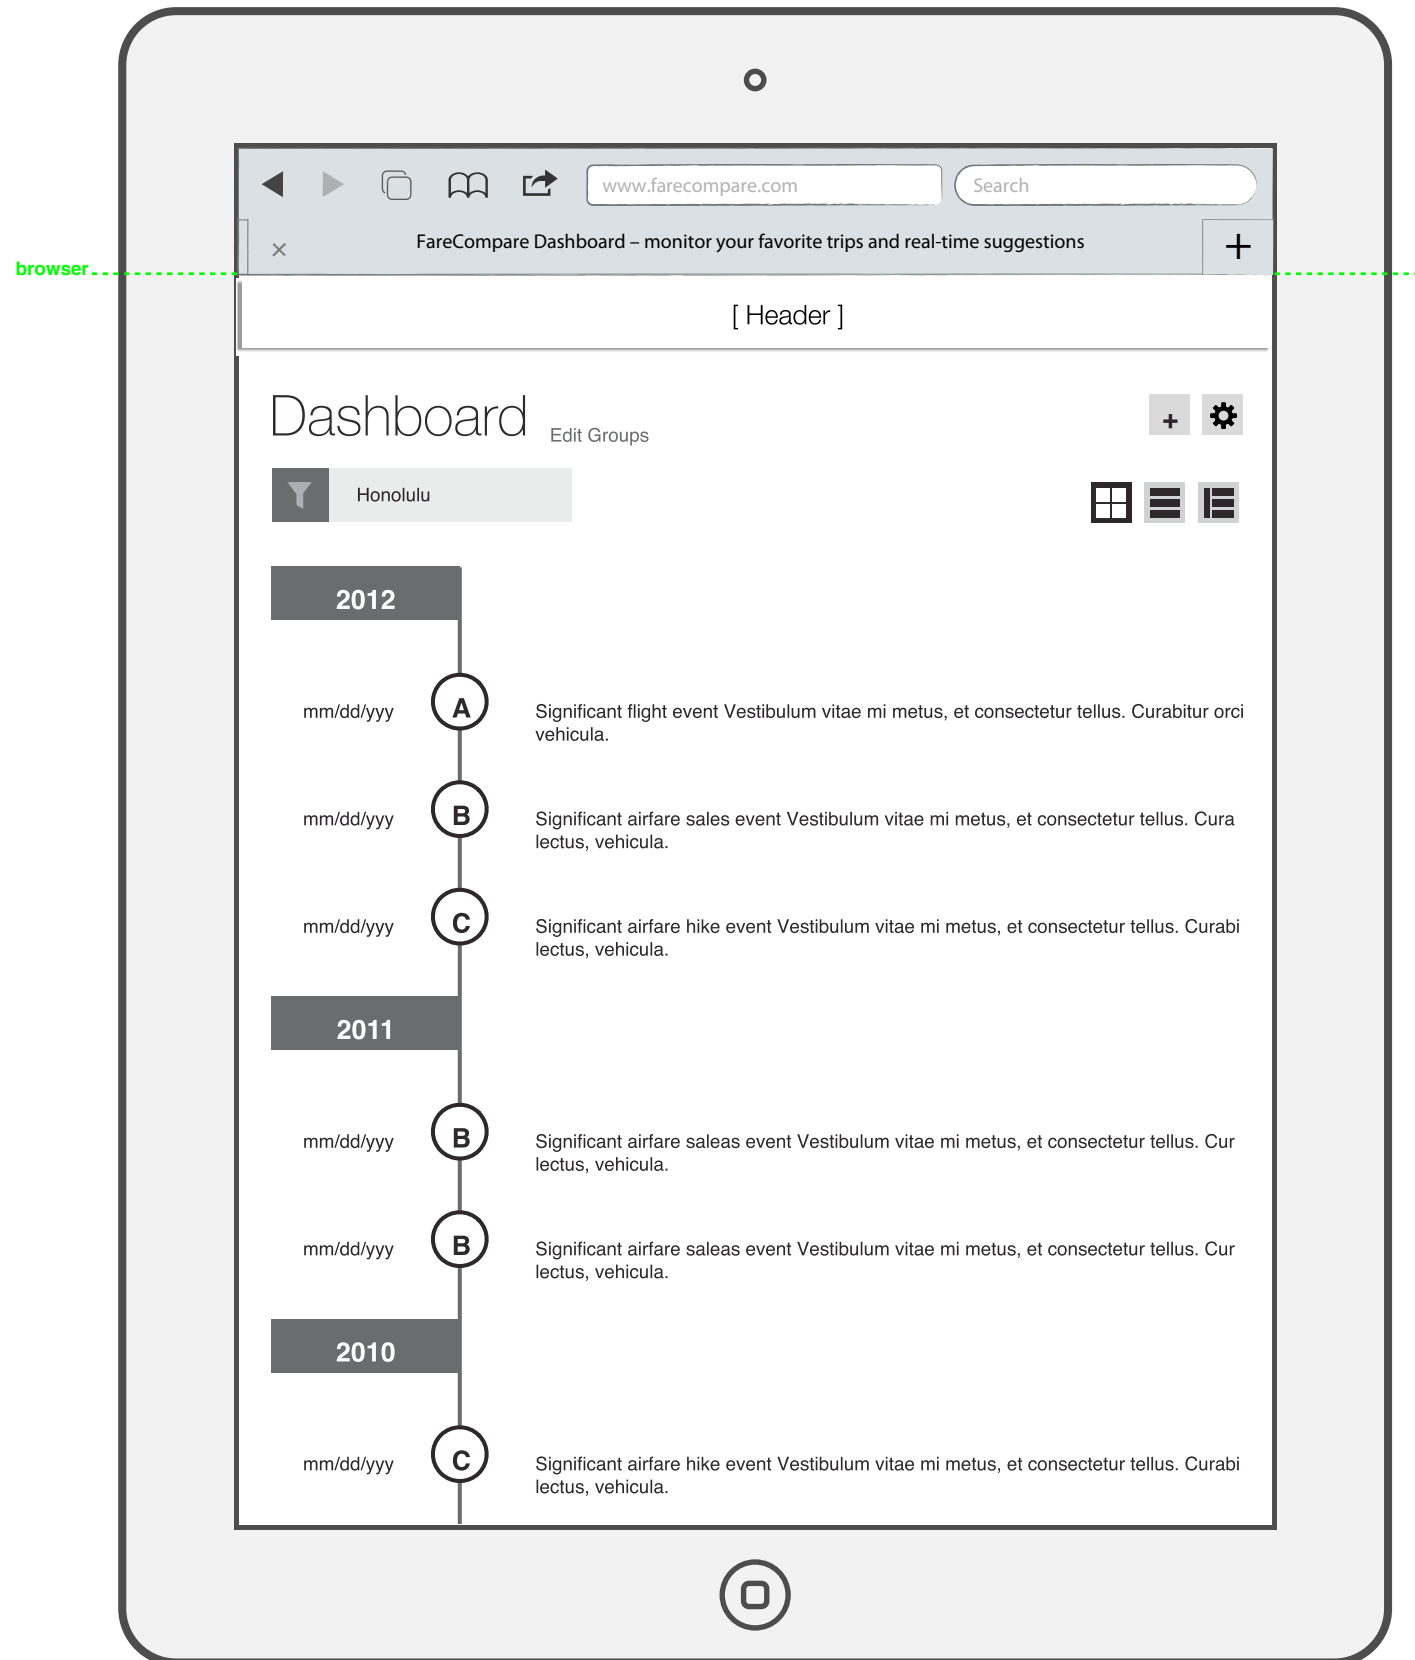 www.farecompare.com
Search
FareCompare Dashboard – monitor your favorite trips and real-time suggestions
browser
[ Header ]
Dashboard
Edit Groups
Honolulu
2012
mm/dd/yyy
A
Significant flight event Vestibulum vitae mi metus, et consectetur tellus. Curabitur orci
vehicula.
mm/dd/yyy
B
Significant airfare sales event Vestibulum vitae mi metus, et consectetur tellus. Cura
lectus, vehicula.
mm/dd/yyy
C
Significant airfare hike event Vestibulum vitae mi metus, et consectetur tellus. Curabi
lectus, vehicula.
2011
mm/dd/yyy
B
Significant airfare saleas event Vestibulum vitae mi metus, et consectetur tellus. Cur
lectus, vehicula.
mm/dd/yyy
B
Significant airfare saleas event Vestibulum vitae mi metus, et consectetur tellus. Cur
lectus, vehicula.
2010
mm/dd/yyy
C
Significant airfare hike event Vestibulum vitae mi metus, et consectetur tellus. Curabi
lectus, vehicula.